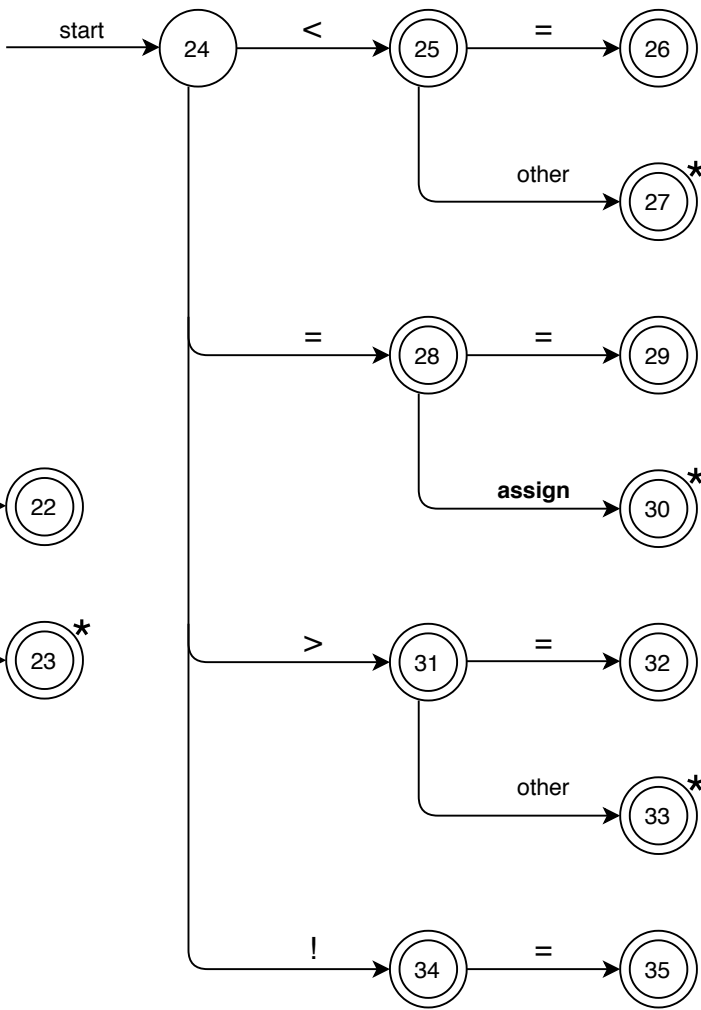 start 24 < 25 = 26
other 27 *
= 28 = 29
22 assign 30 *
> 31 = 32
23 *
other 33 *
! 34 = 35